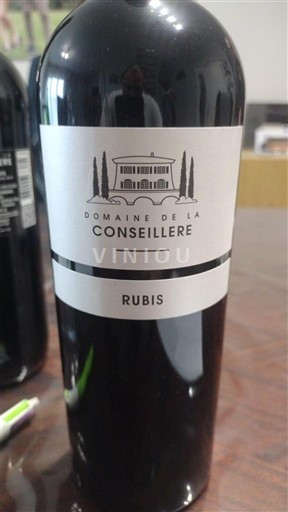 DOMAINE DE LA
CONSEILLERE
VINIOU
RUBIS